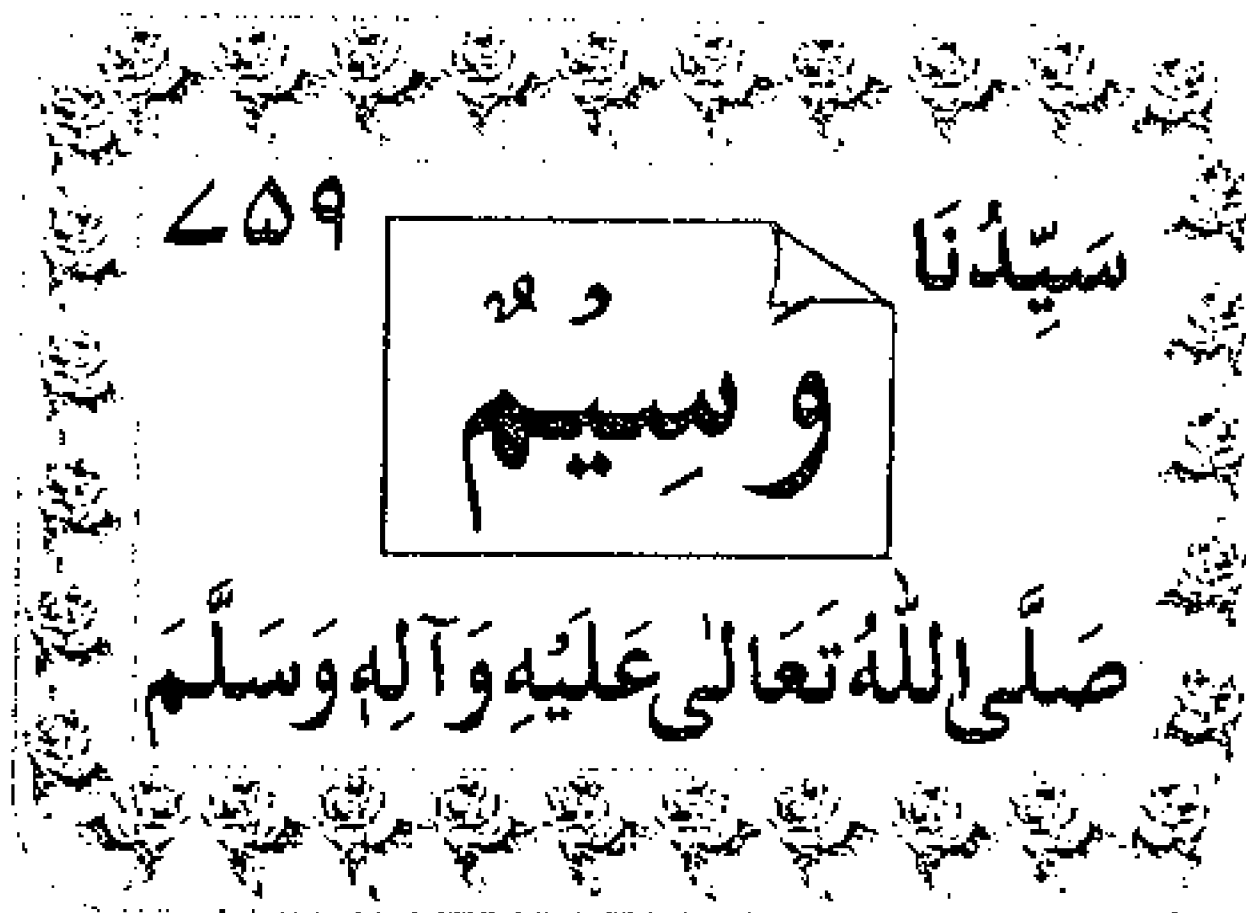 سَيِّدُنَا
۷۵۹
وَسِيْمٌ
صَلَّى اللّٰهُ تَعَالٰى عَلَيْهِ وَآلِهٖ وَسَلَّمَ